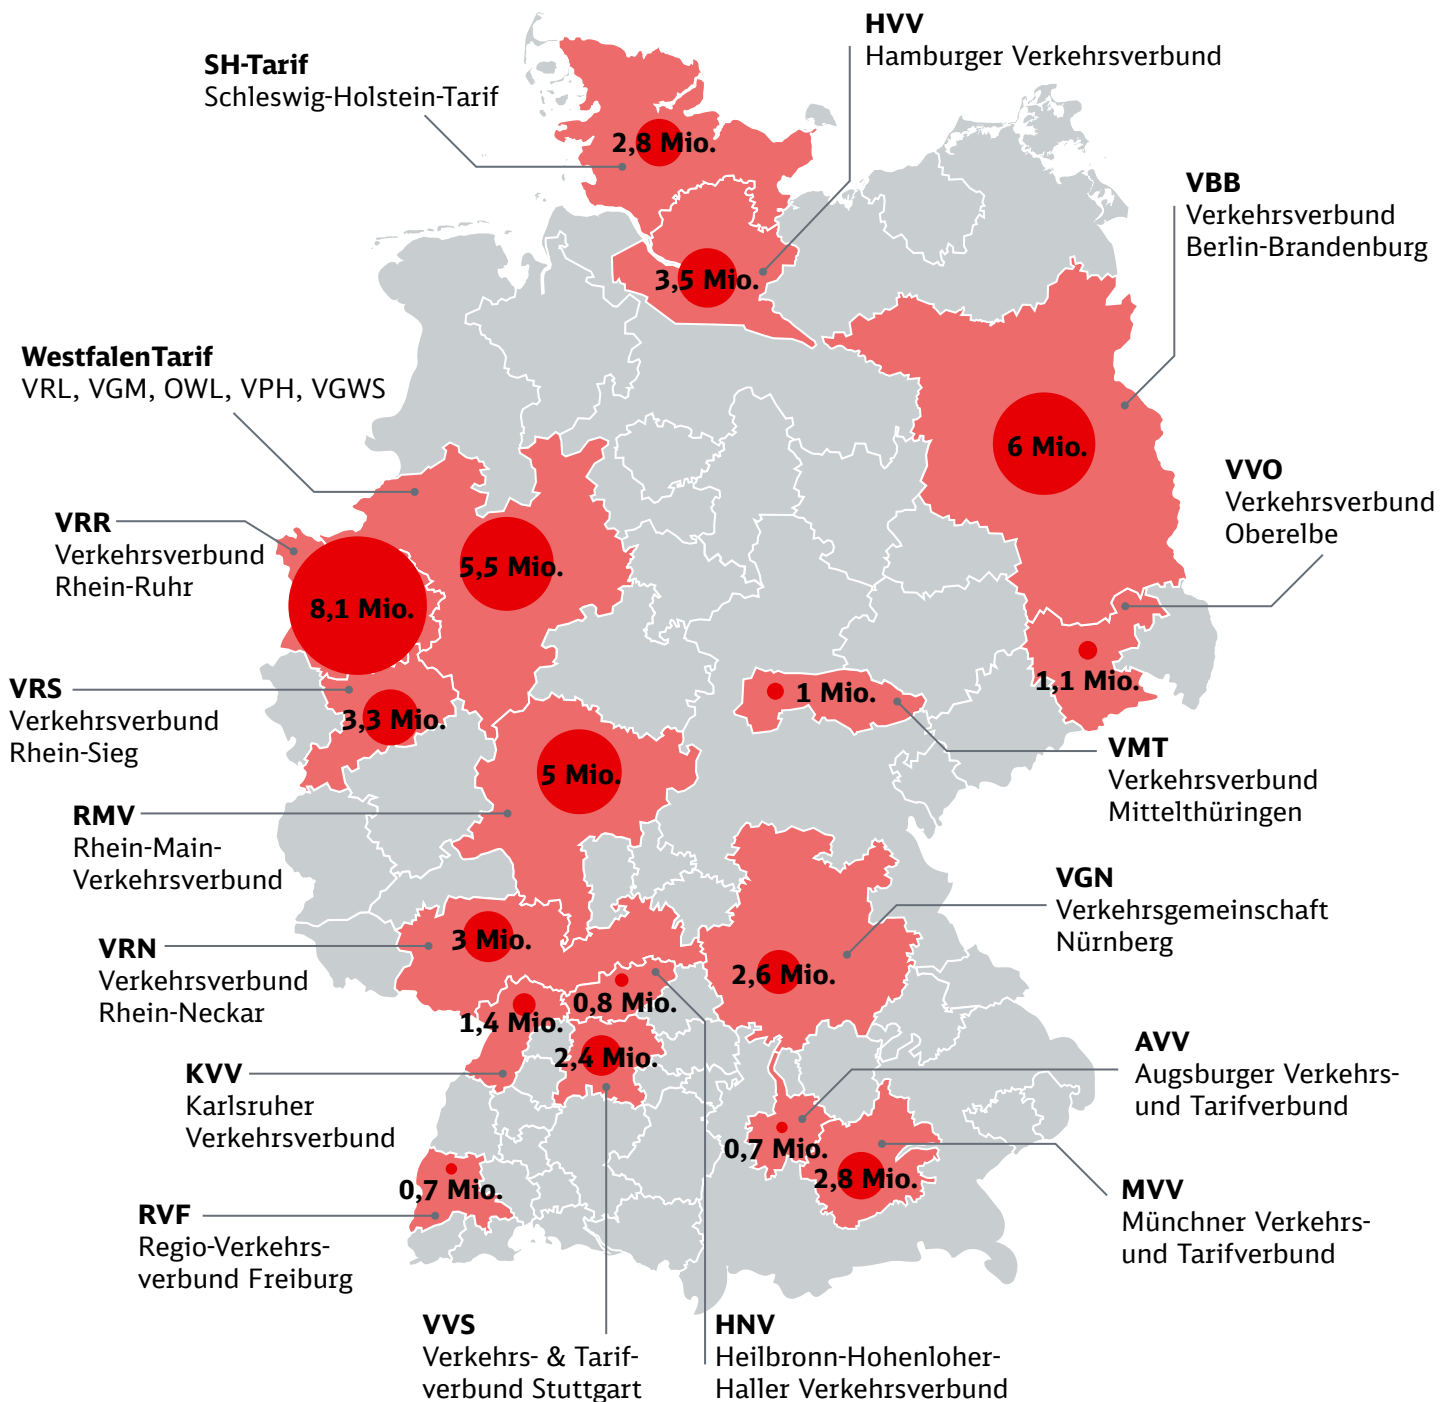 HVV
Hamburger Verkehrsverbund
SH-Tarif
Schleswig-Holstein-Tarif
2,8 Mio.
VBB
Verkehrsverbund
Berlin-Brandenburg
3,5 Mio.
WestfalenTarif
VRL, VGM, OWL, VPH, VGWS
6 Mio.
VVO
Verkehrsverbund
Oberelbe
VRR
Verkehrsverbund
Rhein-Ruhr
5,5 Mio.
8,1 Mio.
VRS
Verkehrsverbund
Rhein-Sieg
3,3 Mio.
1 Mio.
1,1 Mio.
VMT
Verkehrsverbund
Mittelthüringen
5 Mio.
RMV
Rhein-Main-
Verkehrsverbund
VGN
Verkehrsgemeinschaft
Nürnberg
VRN
Verkehrsverbund
Rhein-Neckar
3 Mio.
2,6 Mio.
0,8 Mio.
1,4 Mio.
2,4 Mio.
KVV
Karlsruher
Verkehrsverbund
AVV
Augsburger Verkehrs-
und Tarifverbund
0,7 Mio.
2,8 Mio.
0,7 Mio.
MVV
Münchner Verkehrs-
und Tarifverbund
RVF
Regio-Verkehrs-
verbund Freiburg
VVS
Verkehrs- & Tarif-
verbund Stuttgart
HNV
Heilbronn-Hohenloher-
Haller Verkehrsverbund